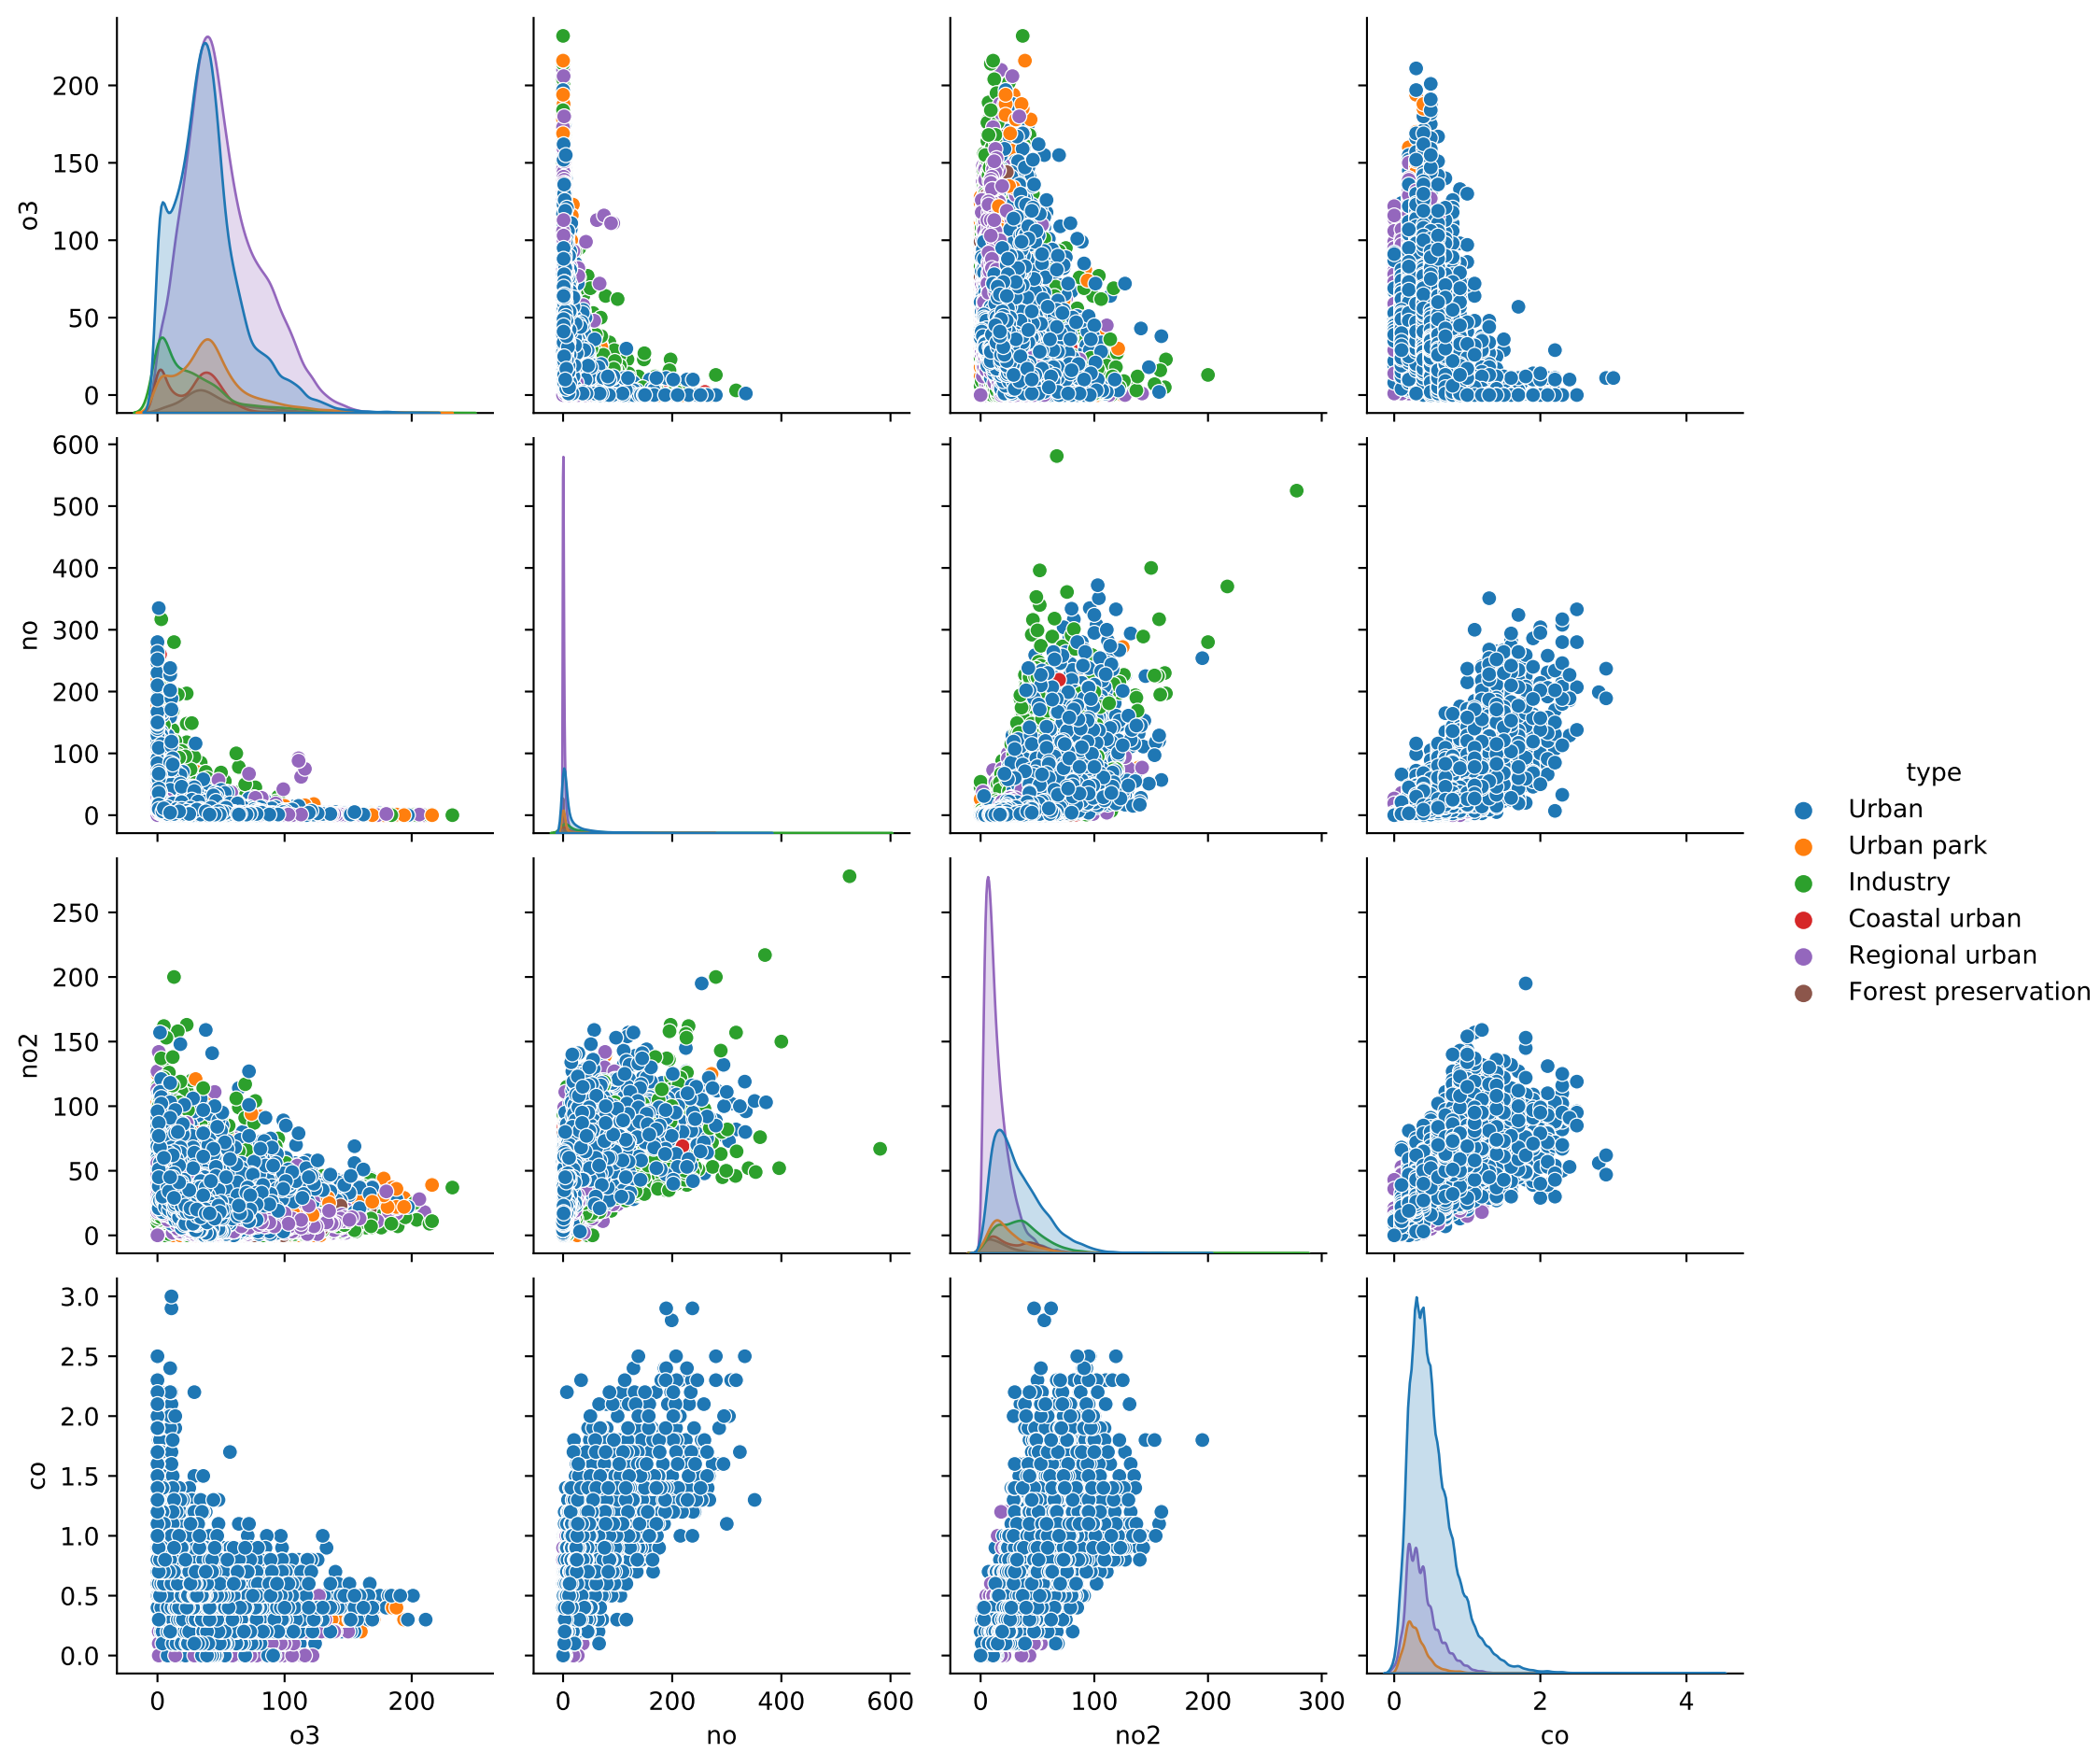 o3
200
150
100
50
0
no
600
500
400
300
200
100
0
no2
250
200
150
100
50
0
co
3.0
2.5
2.0
1.5
1.0
0.5
0.0
0 100 200
o3
0 200 400 600
no
0 100 200 300
no2
0 2 4
co
type
Urban
Urban park
Industry
Coastal urban
Regional urban
Forest preservation